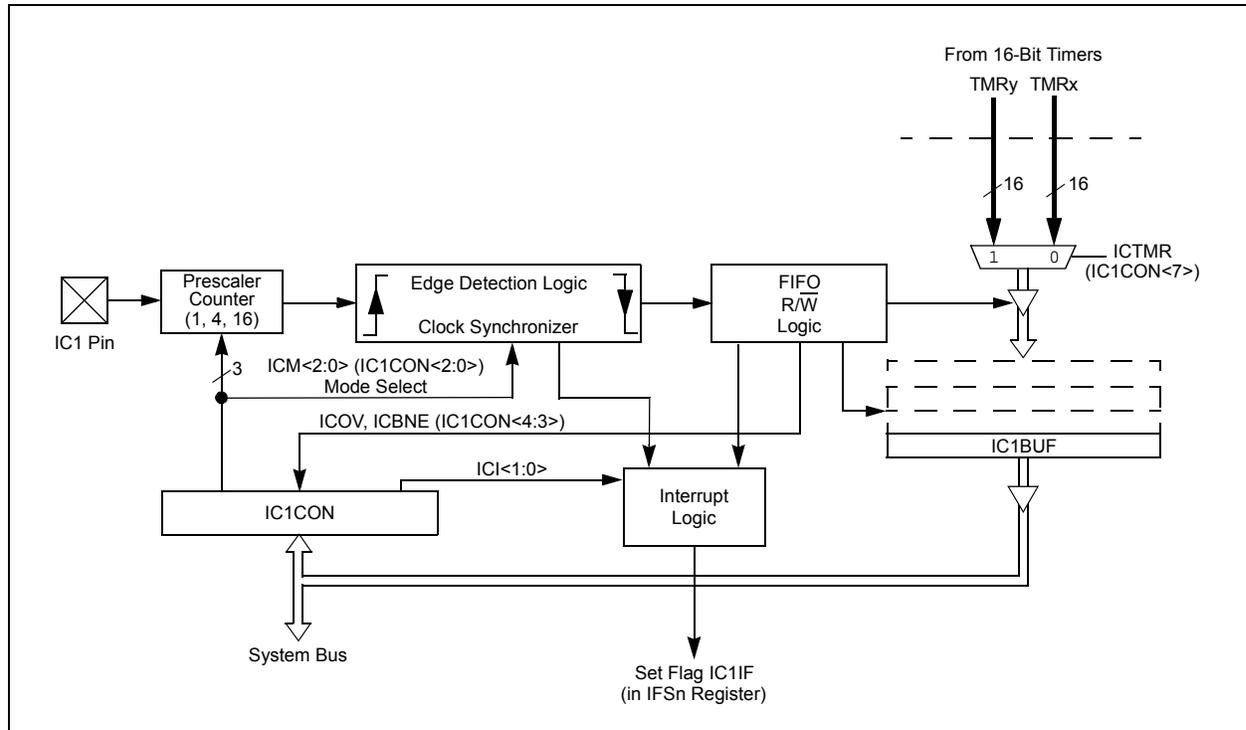 From 16-Bit Timers
TMRy TMRx
16 16
1 0
ICTMR
(IC1CON<7>)
IC1 Pin
Prescaler
Counter
(1, 4, 16)
Edge Detection Logic
Clock Synchronizer
FIFO
R/W̅
Logic
3
ICM<2:0> (IC1CON<2:0>)
Mode Select
ICOV, ICBNE (IC1CON<4:3>)
IC1BUF
ICI<1:0>
IC1CON
Interrupt
Logic
System Bus
Set Flag IC1IF
(in IFSn Register)